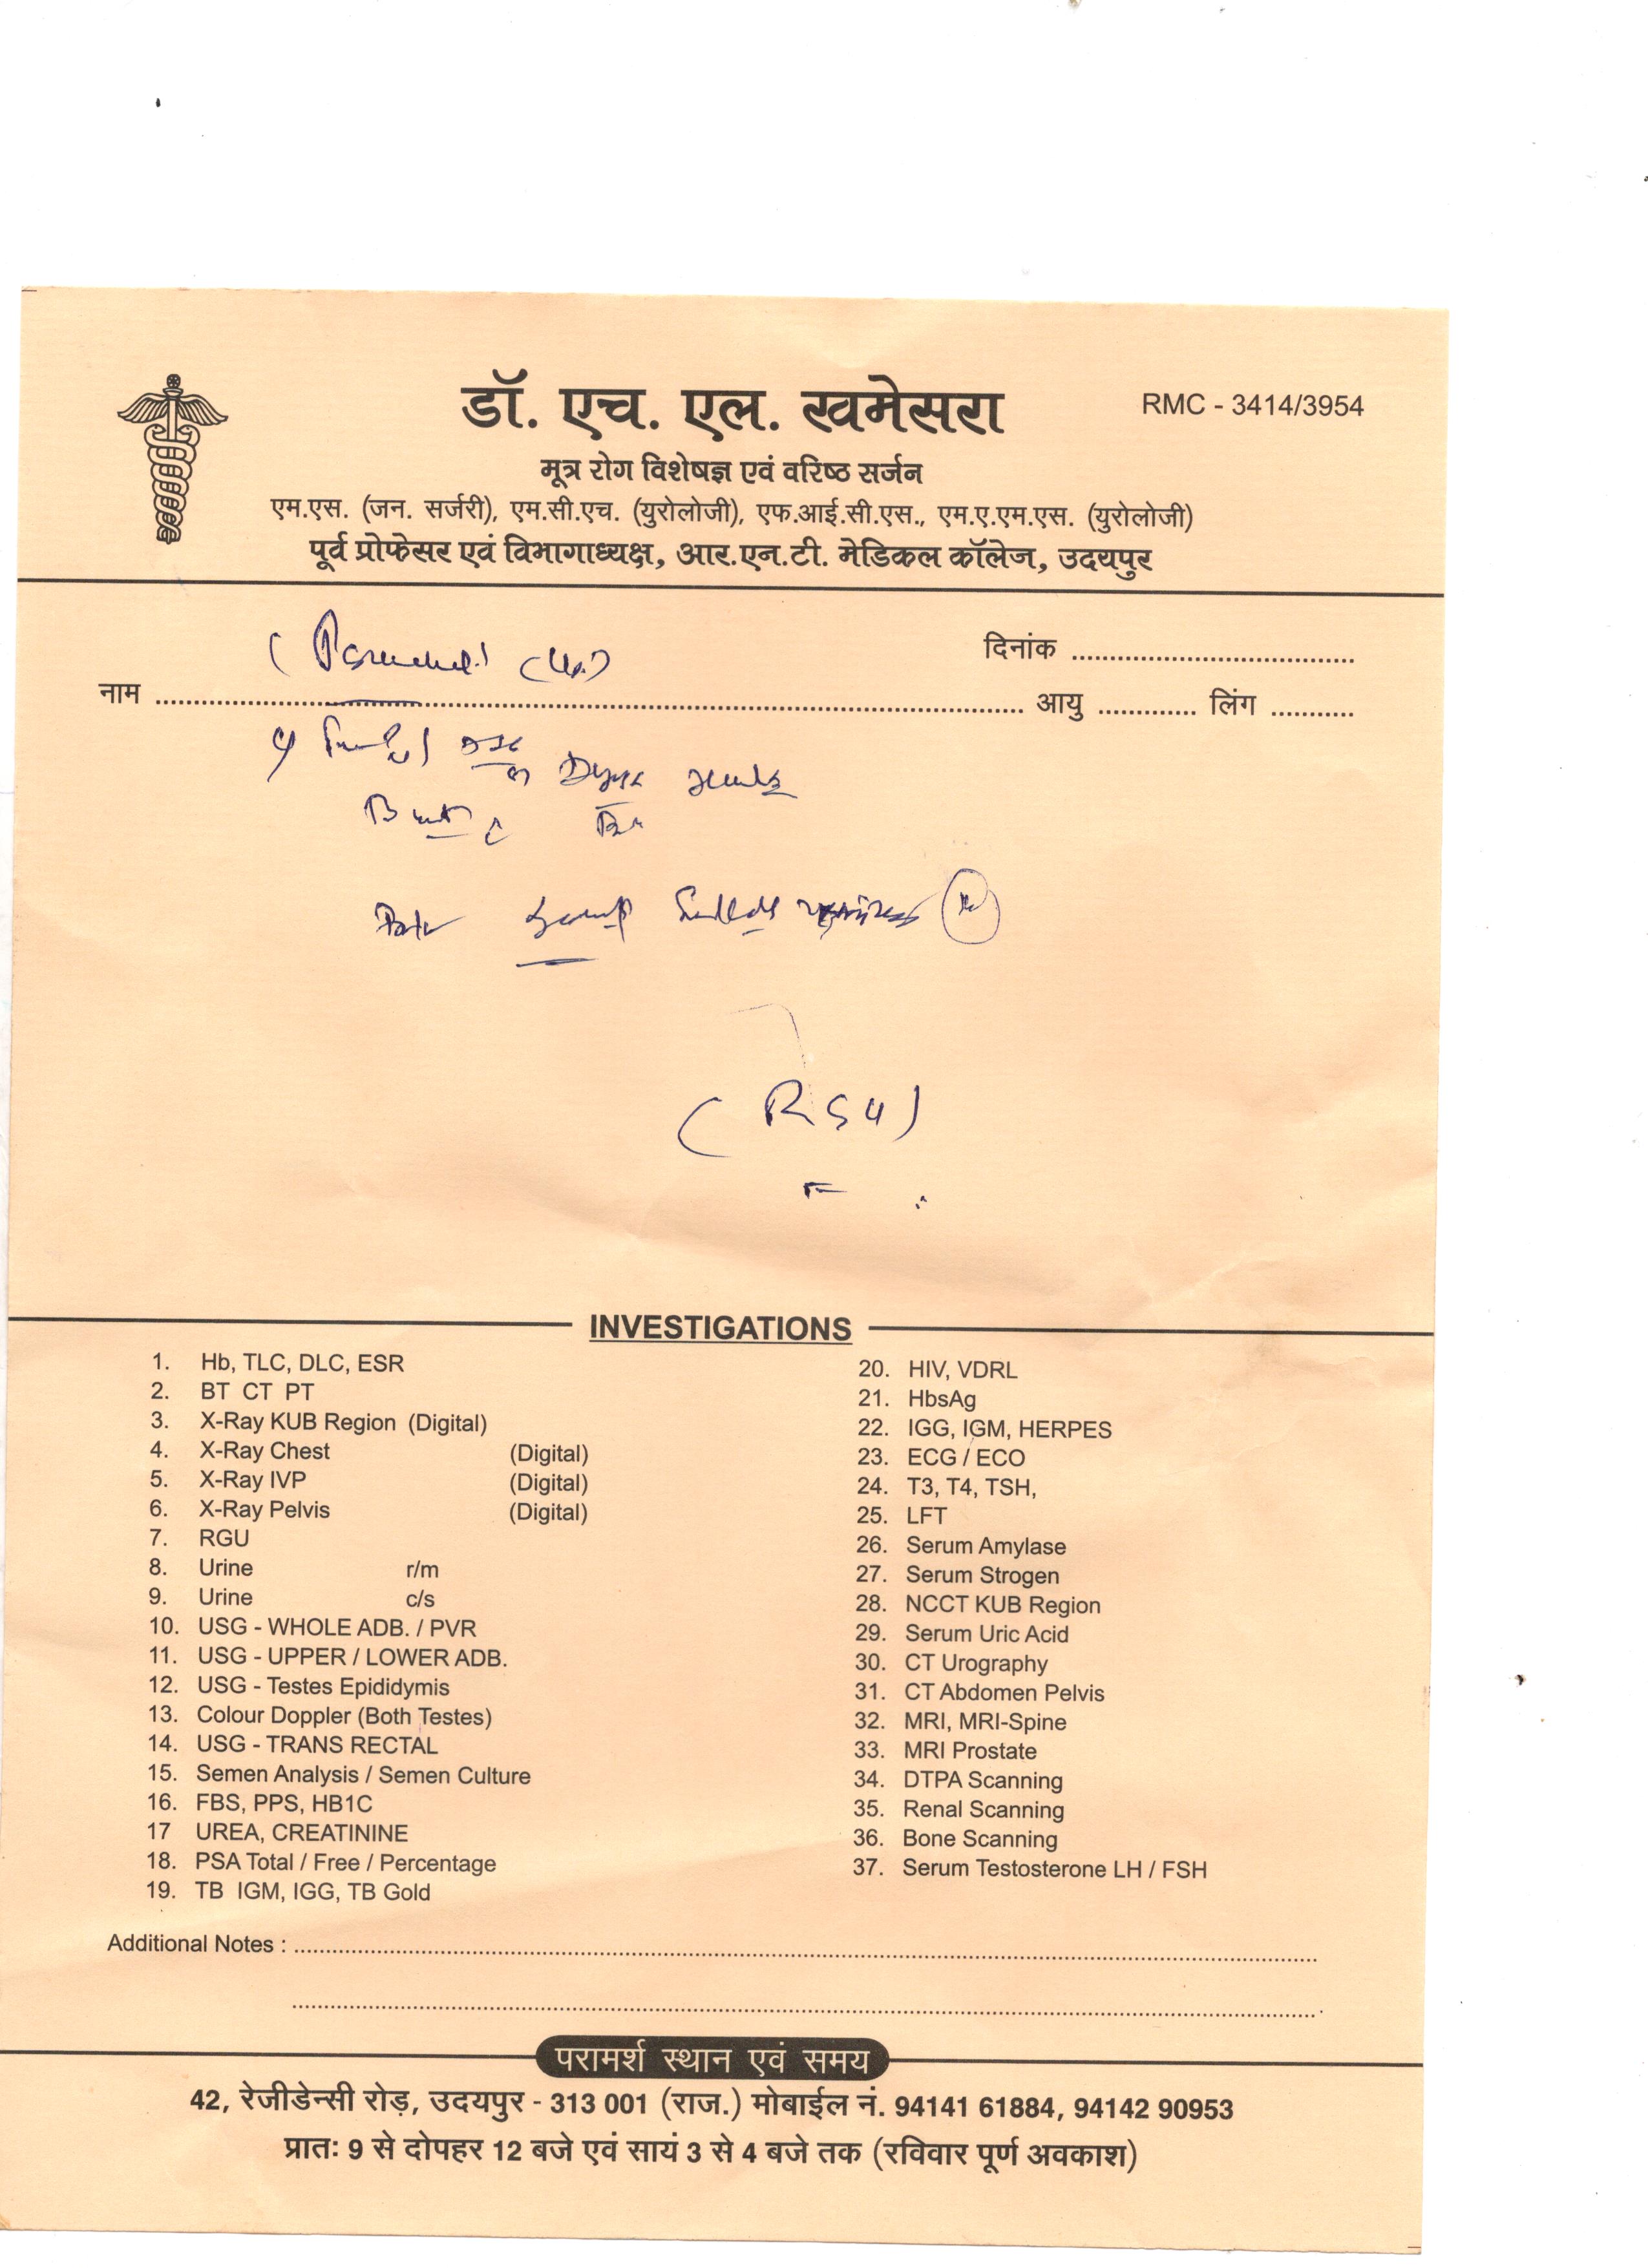 डॉ. एच. एल. खमेसरा
RMC - 3414/3954
मूत्र रोग विशेषज्ञ एवं वरिष्ठ सर्जन
एम.एस. (जन. सर्जरी), एम.सी.एच. (युरोलोजी), एफ.आई.सी.एस., एम.ए.एम.एस. (युरोलोजी)
पूर्व प्रोफेसर एवं विभागाध्यक्ष, आर.एन.टी. मेडिकल कॉलेज, उदयपुर
दिनांक
नाम आयु लिंग
INVESTIGATIONS
1. Hb, TLC, DLC, ESR
2. BT CT PT
3. X-Ray KUB Region (Digital)
4. X-Ray Chest (Digital)
5. X-Ray IVP (Digital)
6. X-Ray Pelvis (Digital)
7. RGU
8. Urine r/m
9. Urine c/s
10. USG - WHOLE ADB. / PVR
11. USG - UPPER / LOWER ADB.
12. USG - Testes Epididymis
13. Colour Doppler (Both Testes)
14. USG - TRANS RECTAL
15. Semen Analysis / Semen Culture
16. FBS, PPS, HB1C
17 UREA, CREATININE
18. PSA Total / Free / Percentage
19. TB IGM, IGG, TB Gold
20. HIV, VDRL
21. HbsAg
22. IGG, IGM, HERPES
23. ECG / ECO
24. T3, T4, TSH,
25. LFT
26. Serum Amylase
27. Serum Strogen
28. NCCT KUB Region
29. Serum Uric Acid
30. CT Urography
31. CT Abdomen Pelvis
32. MRI, MRI-Spine
33. MRI Prostate
34. DTPA Scanning
35. Renal Scanning
36. Bone Scanning
37. Serum Testosterone LH / FSH
Additional Notes :
परामर्श स्थान एवं समय
42, रेजीडेन्सी रोड़, उदयपुर - 313 001 (राज.) मोबाईल नं. 94141 61884, 94142 90953
प्रातः 9 से दोपहर 12 बजे एवं सायं 3 से 4 बजे तक (रविवार पूर्ण अवकाश)